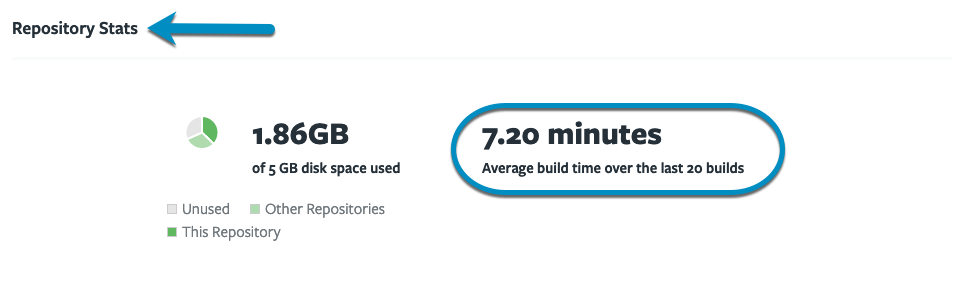 Repository Stats
1.86GB
of 5 GB disk space used
7.20 minutes
Average build time over the last 20 builds
Unused
Other Repositories
This Repository